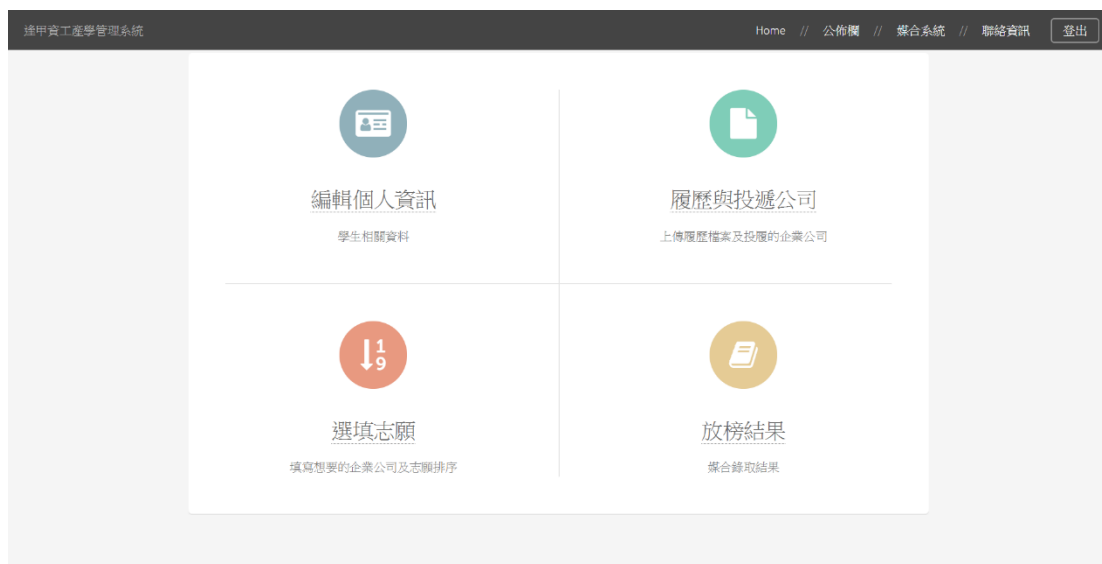 逢甲資工產學管理系統
Home // 公佈欄 // 媒合系統 // 聯絡資訊 登出
編輯個人資訊
學生相關資料
履歷與投遞公司
上傳履歷檔案及投履的企業公司
1
9
選填志願
填寫想要的企業公司及志願排序
放榜結果
媒合錄取結果